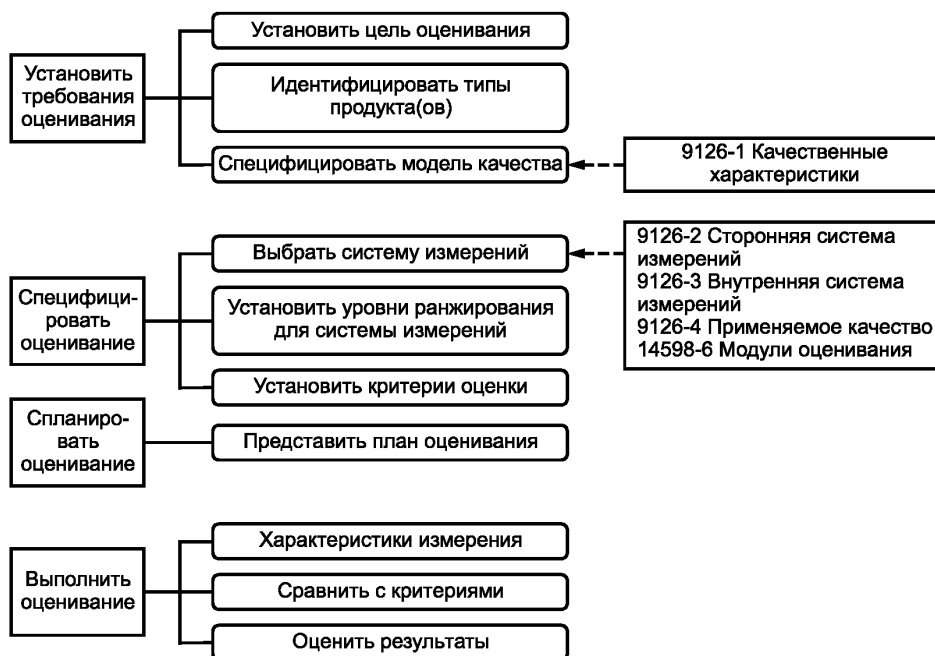 Установить цель оценивания
Установить
требования
оценивания
Идентифицировать типы
продукта(ов)
Специфицировать модель качества
9126-1 Качественные
характеристики
Выбрать систему измерений
9126-2 Сторонняя система
измерений
9126-3 Внутренняя система
измерений
9126-4 Применяемое качество
14598-6 Модули оценивания
Специфици-
ровать
оценивание
Установить уровни ранжирования
для системы измерений
Установить критерии оценки
Спланиро-
вать
оценивание
Представить план оценивания
Характеристики измерения
Выполнить
оценивание
Сравнить с критериями
Оценить результаты